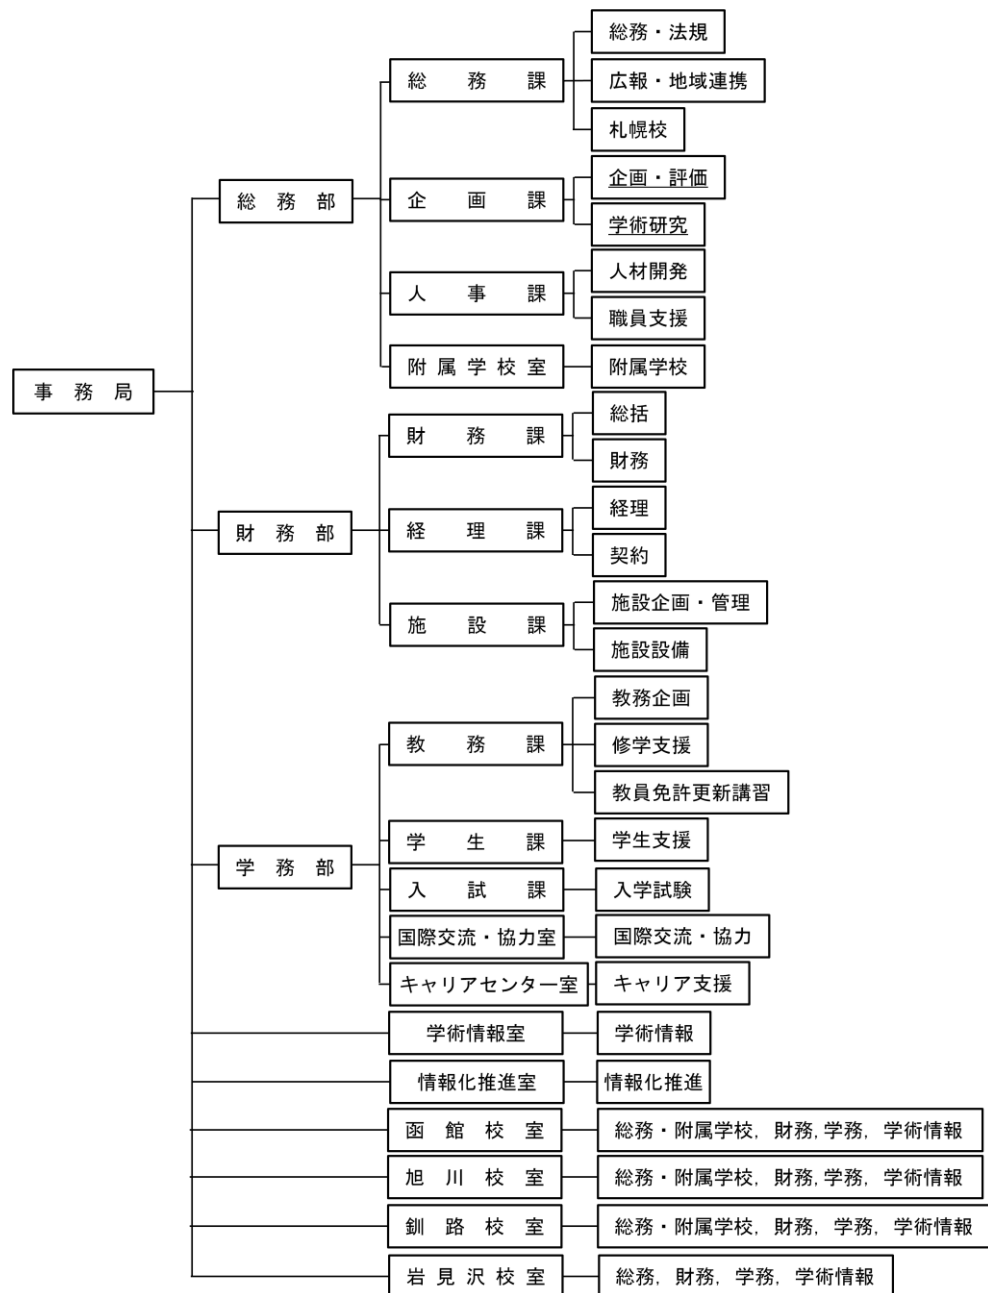 総務・法規
総務課
広報・地域連携
札幌校
企画・評価
総務部
企画課
学術研究
人材開発
人事課
職員支援
附属学校室
附属学校
事務局
総括
財務課
財務
経理
財務部
経理課
契約
施設企画・管理
施設課
施設設備
教務企画
教務課
修学支援
教員免許更新講習
学生課
学生支援
学務部
入試課
入学試験
国際交流・協力室
国際交流・協力
キャリアセンター室
キャリア支援
学術情報室
学術情報
情報化推進室
情報化推進
函館校室
総務・附属学校, 財務, 学務, 学術情報
旭川校室
総務・附属学校, 財務, 学務, 学術情報
釧路校室
総務・附属学校, 財務, 学務, 学術情報
岩見沢校室
総務, 財務, 学務, 学術情報